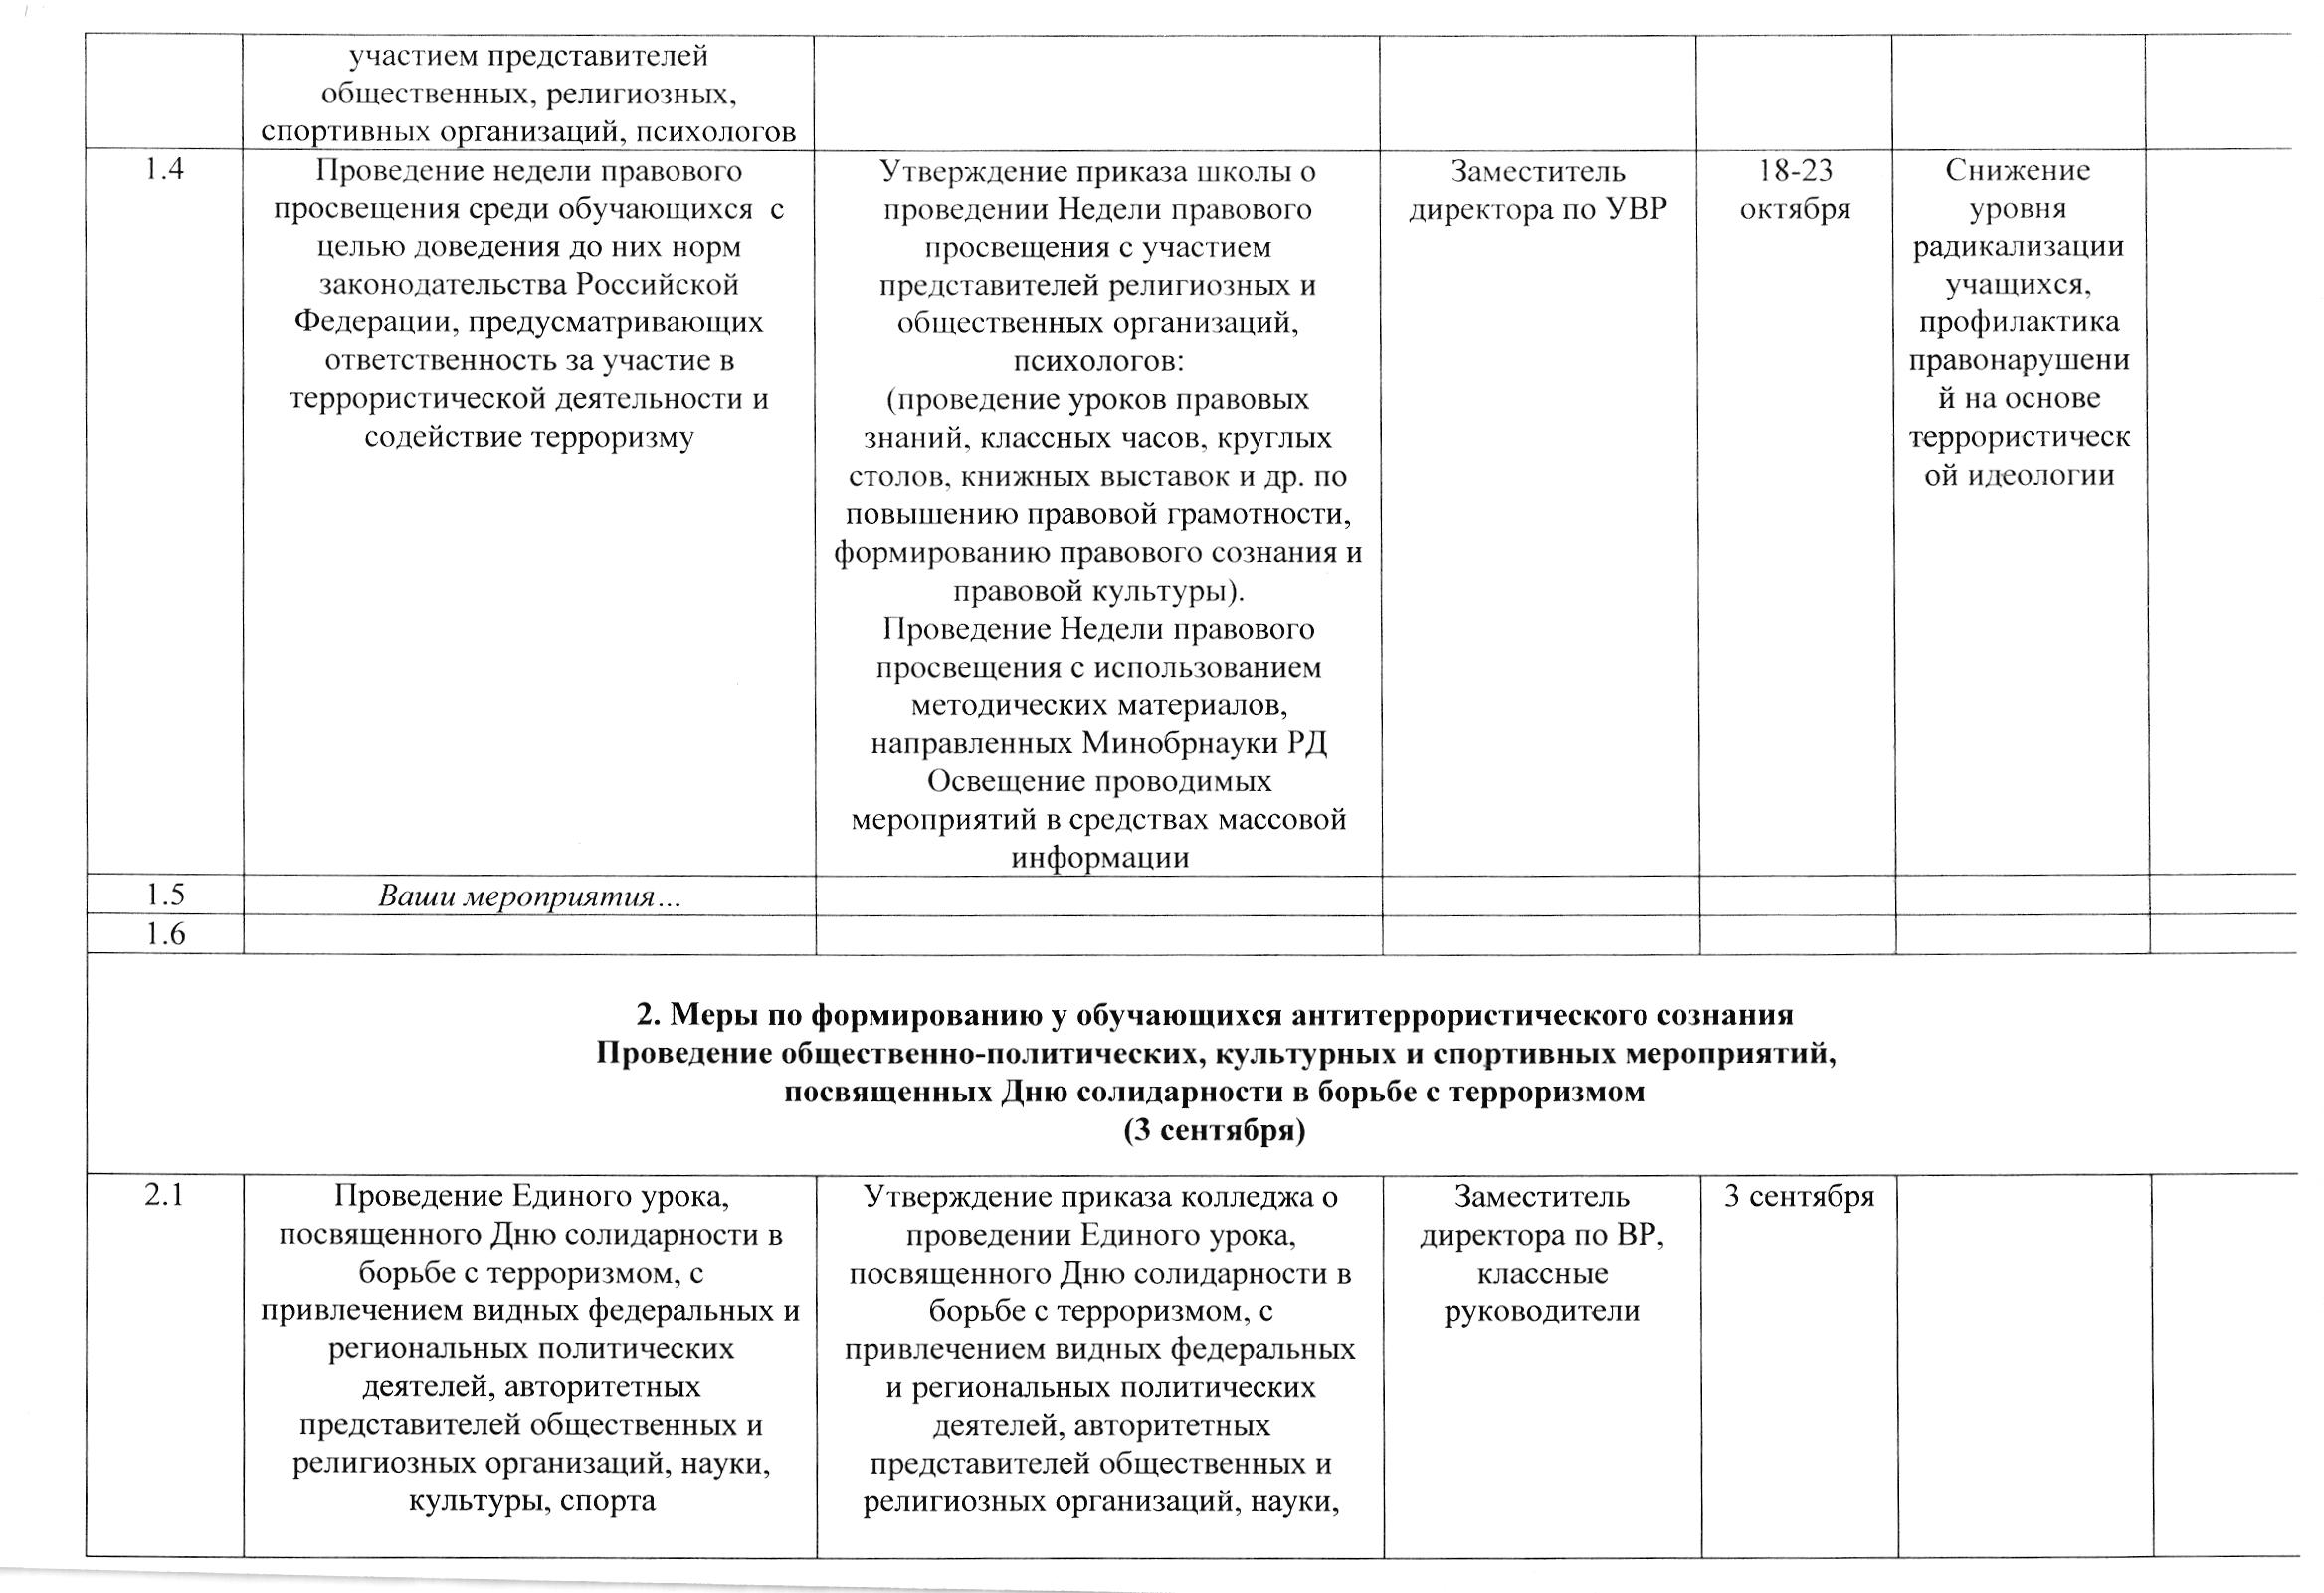 участием представителей
общественных, религиозных,
спортивных организаций, психологов
1.4
Проведение недели правового
просвещения среди обучающихся с
целью доведения до них норм
законодательства Российской
Федерации, предусматривающих
ответственность за участие в
террористической деятельности и
содействие терроризму
Утверждение приказа школы о
проведении Недели правового
просвещения с участием
представителей религиозных и
общественных организаций,
психологов:
(проведение уроков правовых
знаний, классных часов, круглых
столов, книжных выставок и др. по
повышению правовой грамотности,
формированию правового сознания и
правовой культуры).
Проведение Недели правового
просвещения с использованием
методических материалов,
направленных Минобрнауки РД
Освещение проводимых
мероприятий в средствах массовой
информации
Заместитель
директора по УВР
18-23
октября
Снижение
уровня
радикализации
учащихся,
профилактика
правонарушени
й на основе
террористическ
ой идеологии
1.5
Ваши мероприятия...
1.6
2. Меры по формированию у обучающихся антитеррористического сознания
Проведение общественно-политических, культурных и спортивных мероприятий,
посвященных Дню солидарности в борьбе с терроризмом
(3 сентября)
2.1
Проведение Единого урока,
посвященного Дню солидарности в
борьбе с терроризмом, с
привлечением видных федеральных и
региональных политических
деятелей, авторитетных
представителей общественных и
религиозных организаций, науки,
культуры, спорта
Утверждение приказа колледжа о
проведении Единого урока,
посвященного Дню солидарности в
борьбе с терроризмом, с
привлечением видных федеральных
и региональных политических
деятелей, авторитетных
представителей общественных и
религиозных организаций, науки,
Заместитель
директора по ВР,
классные
руководители
3 сентября